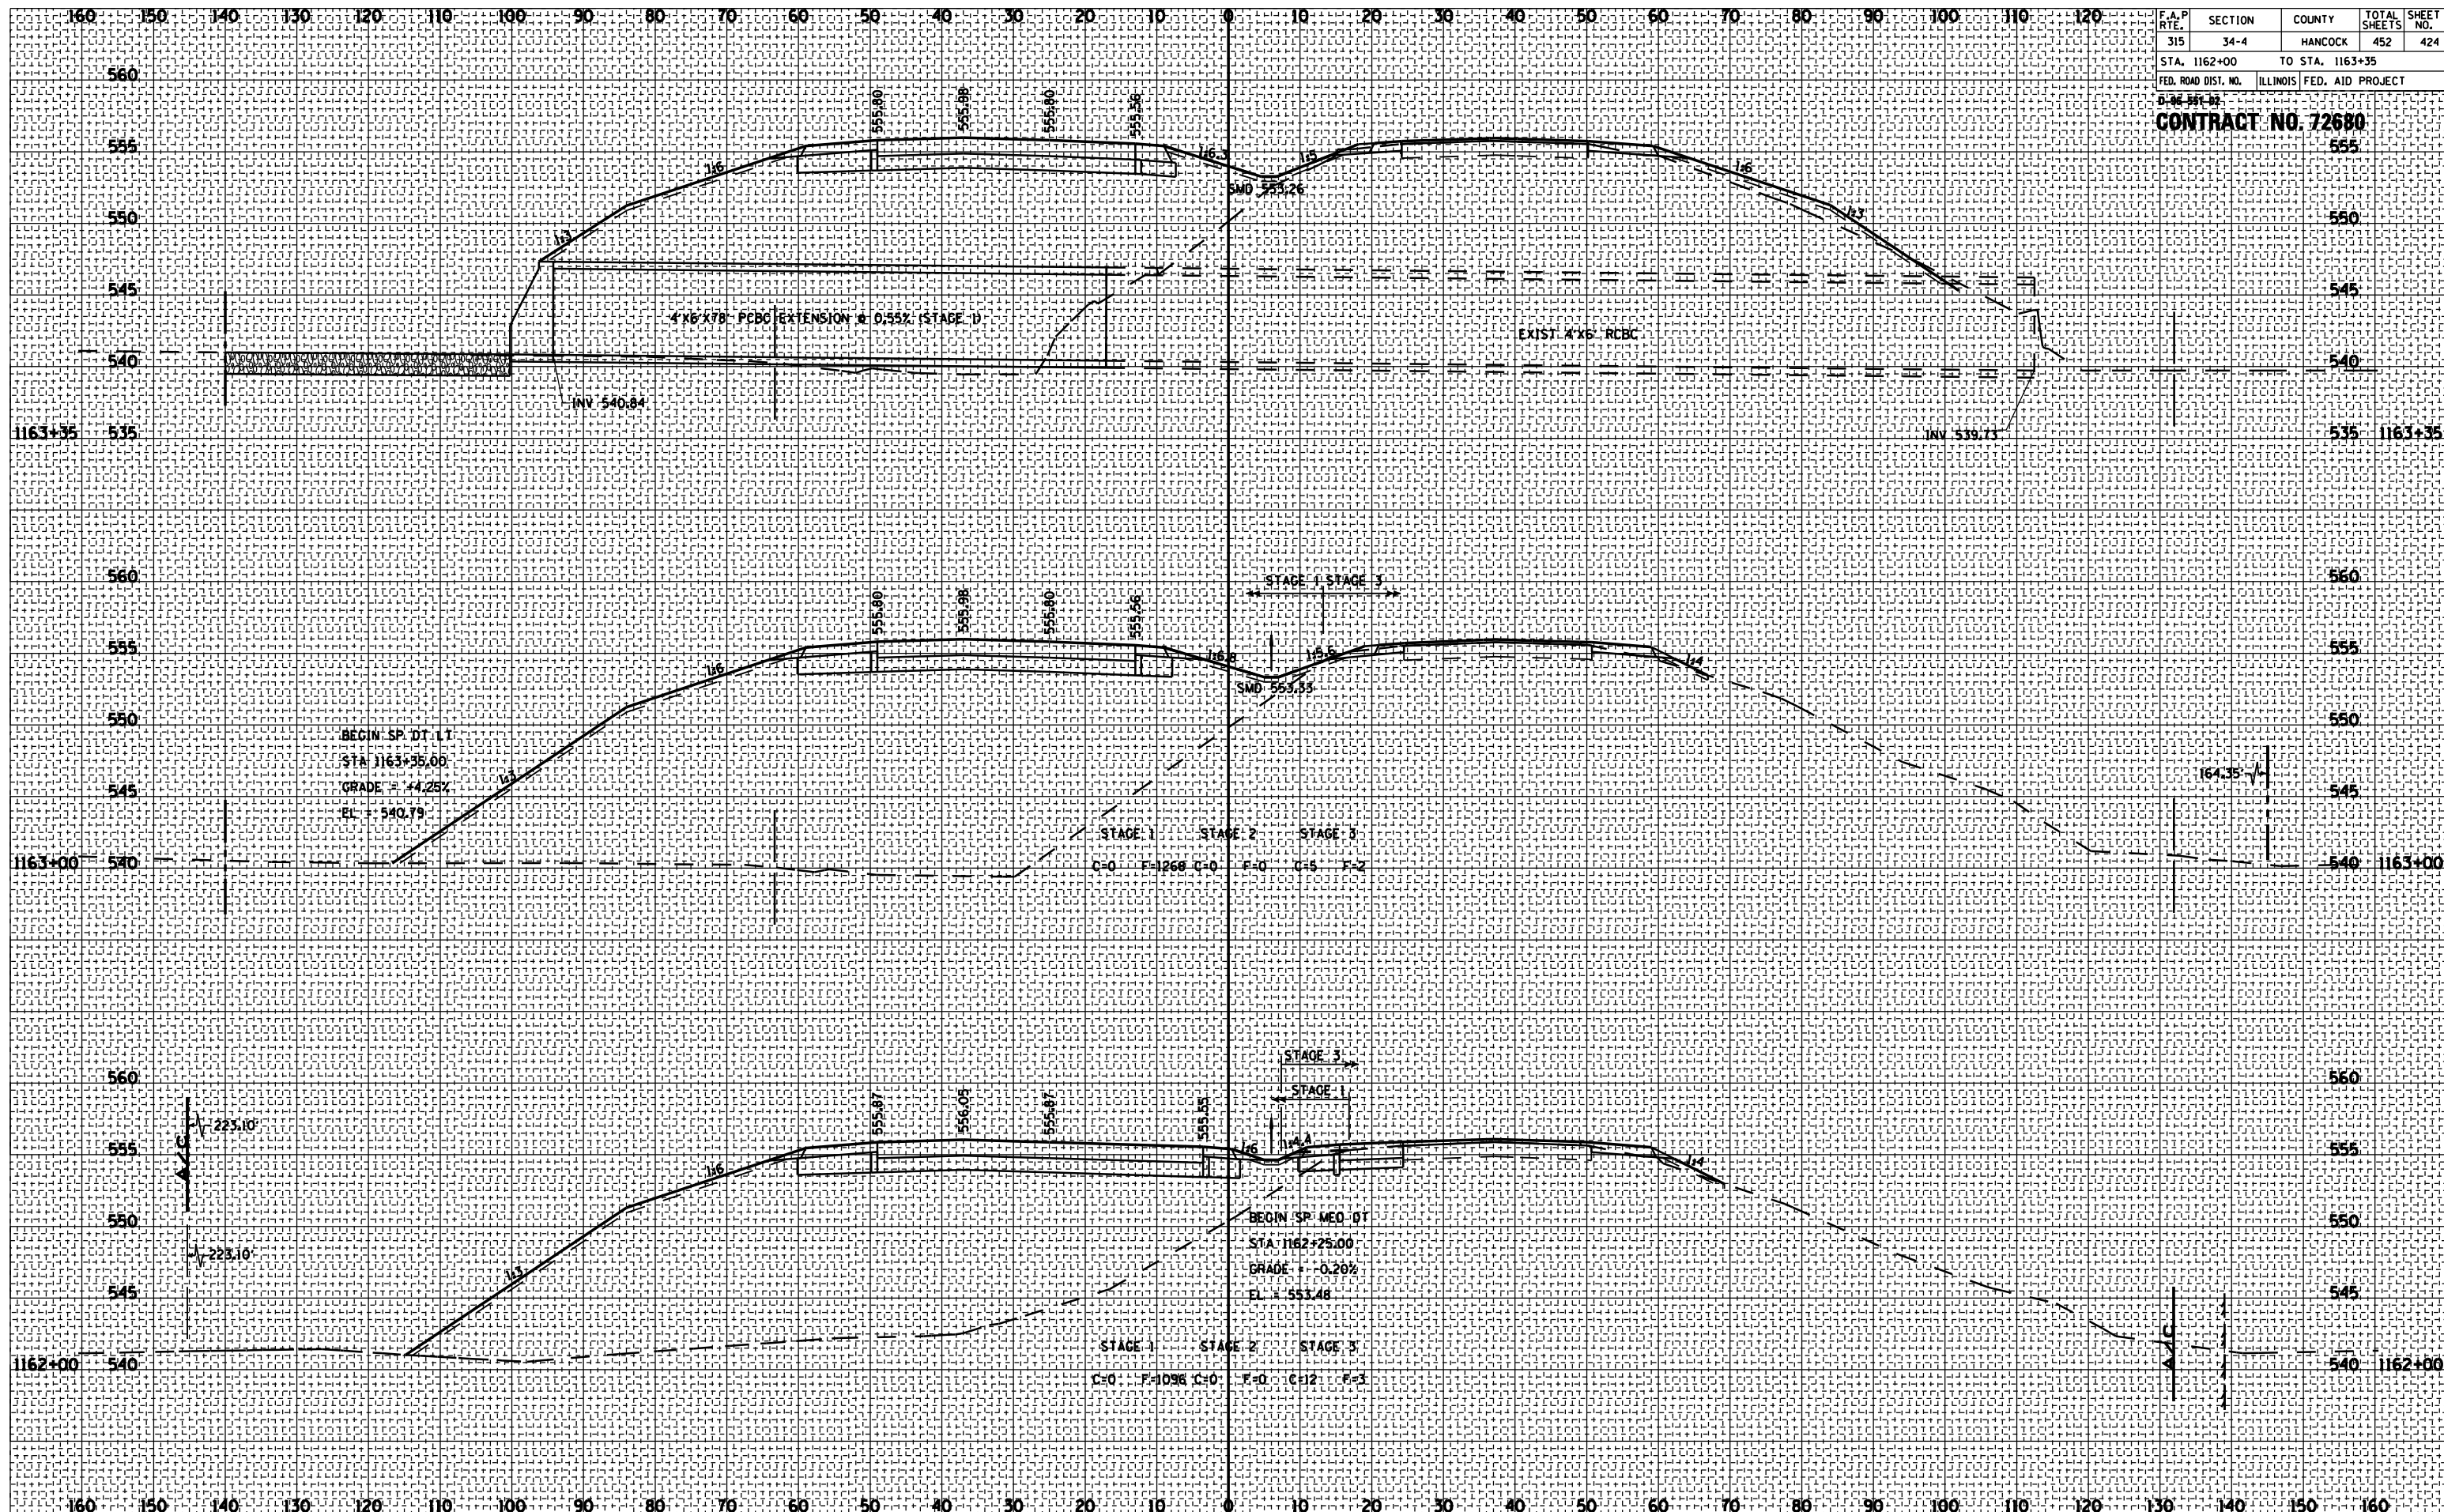 160 150 140 130 120 110 100 90 80 70 60 50 40 30 20 10 0 10 20 30 40 50 60 70 80 90 100 110 120
F.A.P RTE. SECTION COUNTY TOTAL SHEETS SHEET NO.
315 34-4 HANCOCK 452 424
STA. 1162+00 TO STA. 1163+35
FED. ROAD DIST. NO. ILLINOIS FED. AID PROJECT
D-96-551-02
CONTRACT NO. 72680
560
555.80 555.98 555.80 555.56
555 555
1:6 1:6.3 1:5 1:6
SMD 553.26
550 550
1:3 1:3
545 545
4'X6'X78' PCBC EXTENSION @ 0.55% (STAGE 1)
EXIST 4'X6' RCBC
540 540
INV 540.84
1163+35 535 INV 539.73 535 1163+35
560 560
STAGE 1 STAGE 3
555.80 555.98 555.80 555.56
555 555
1:6 1:6.8 1:5.6 1:4
SMD 553.33
550 550
BEGIN SP DT LT
STA 1163+35.00
GRADE = +4.25%
EL = 540.79
1:3
164.35'
545 545
STAGE 1 STAGE 2 STAGE 3
1163+00 540 540 1163+00
C=0 F=1268 C=0 F=0 C=5 F=2
560 560
STAGE 3
STAGE 1
555.87 556.05 555.87 555.55
223.10'
A/C
555 555
1:6 1:6 1:4.4 1:4
550 550
BEGIN SP MED DT
STA 1162+25.00
GRADE = -0.20%
EL = 553.48
223.10'
1:3
545 545
STAGE 1 STAGE 2 STAGE 3
A/C
1162+00 540 540 1162+00
C=0 F=1096 C=0 F=0 C=12 F=3
160 150 140 130 120 110 100 90 80 70 60 50 40 30 20 10 0 10 20 30 40 50 60 70 80 90 100 110 120 130 140 150 160